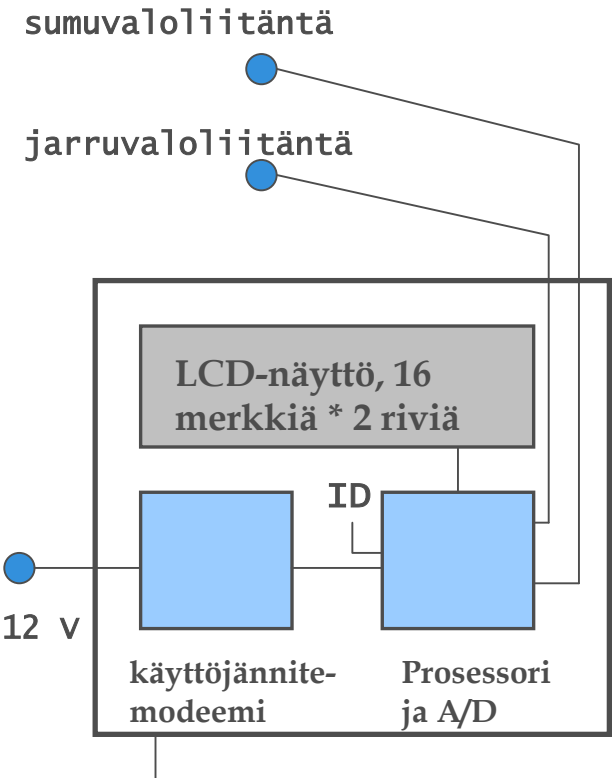 sumuvaloliitäntä
jarruvaloliitäntä
LCD-näyttö, 16
merkkiä * 2 riviä
ID
12 V
käyttöjännite-
modeemi
Prosessori
ja A/D